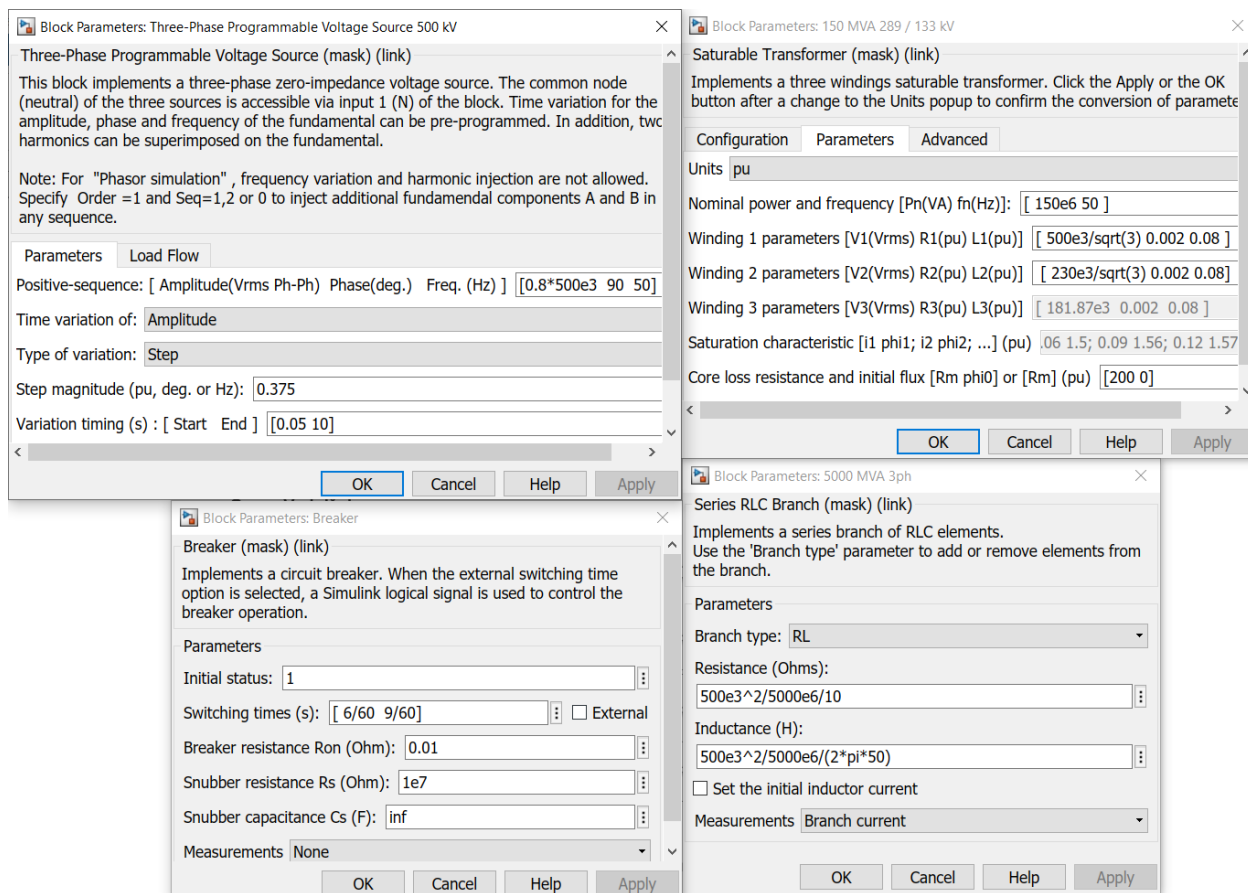 Block Parameters: Three-Phase Programmable Voltage Source 500 kV
Three-Phase Programmable Voltage Source (mask) (link)
This block implements a three-phase zero-impedance voltage source. The common node
(neutral) of the three sources is accessible via input 1 (N) of the block. Time variation for the
amplitude, phase and frequency of the fundamental can be pre-programmed. In addition, two
harmonics can be superimposed on the fundamental.
Note: For "Phasor simulation" , frequency variation and harmonic injection are not allowed.
Specify Order =1 and Seq=1,2 or 0 to inject additional fundamendal components A and B in
any sequence.
Parameters Load Flow
Positive-sequence: [ Amplitude(Vrms Ph-Ph) Phase(deg.) Freq. (Hz) ] [0.8*500e3 90 50]
Time variation of: Amplitude
Type of variation: Step
Step magnitude (pu, deg. or Hz): 0.375
Variation timing (s) : [ Start End ] [0.05 10]
OK Cancel Help Apply
Block Parameters: 150 MVA 289 / 133 kV
Saturable Transformer (mask) (link)
Implements a three windings saturable transformer. Click the Apply or the OK
button after a change to the Units popup to confirm the conversion of paramete
Configuration Parameters Advanced
Units pu
Nominal power and frequency [Pn(VA) fn(Hz)]: [ 150e6 50 ]
Winding 1 parameters [V1(Vrms) R1(pu) L1(pu)] [ 500e3/sqrt(3) 0.002 0.08 ]
Winding 2 parameters [V2(Vrms) R2(pu) L2(pu)] [ 230e3/sqrt(3) 0.002 0.08]
Winding 3 parameters [V3(Vrms) R3(pu) L3(pu)] [ 181.87e3 0.002 0.08 ]
Saturation characteristic [i1 phi1; i2 phi2; ...] (pu) .06 1.5; 0.09 1.56; 0.12 1.57
Core loss resistance and initial flux [Rm phi0] or [Rm] (pu) [200 0]
OK Cancel Help Apply
Block Parameters: Breaker
Breaker (mask) (link)
Implements a circuit breaker. When the external switching time
option is selected, a Simulink logical signal is used to control the
breaker operation.
Parameters
Initial status: 1
Switching times (s): [ 6/60 9/60] External
Breaker resistance Ron (Ohm): 0.01
Snubber resistance Rs (Ohm): 1e7
Snubber capacitance Cs (F): inf
Measurements None
OK Cancel Help Apply
Block Parameters: 5000 MVA 3ph
Series RLC Branch (mask) (link)
Implements a series branch of RLC elements.
Use the 'Branch type' parameter to add or remove elements from
the branch.
Parameters
Branch type: RL
Resistance (Ohms):
500e3^2/5000e6/10
Inductance (H):
500e3^2/5000e6/(2*pi*50)
Set the initial inductor current
Measurements Branch current
OK Cancel Help Apply